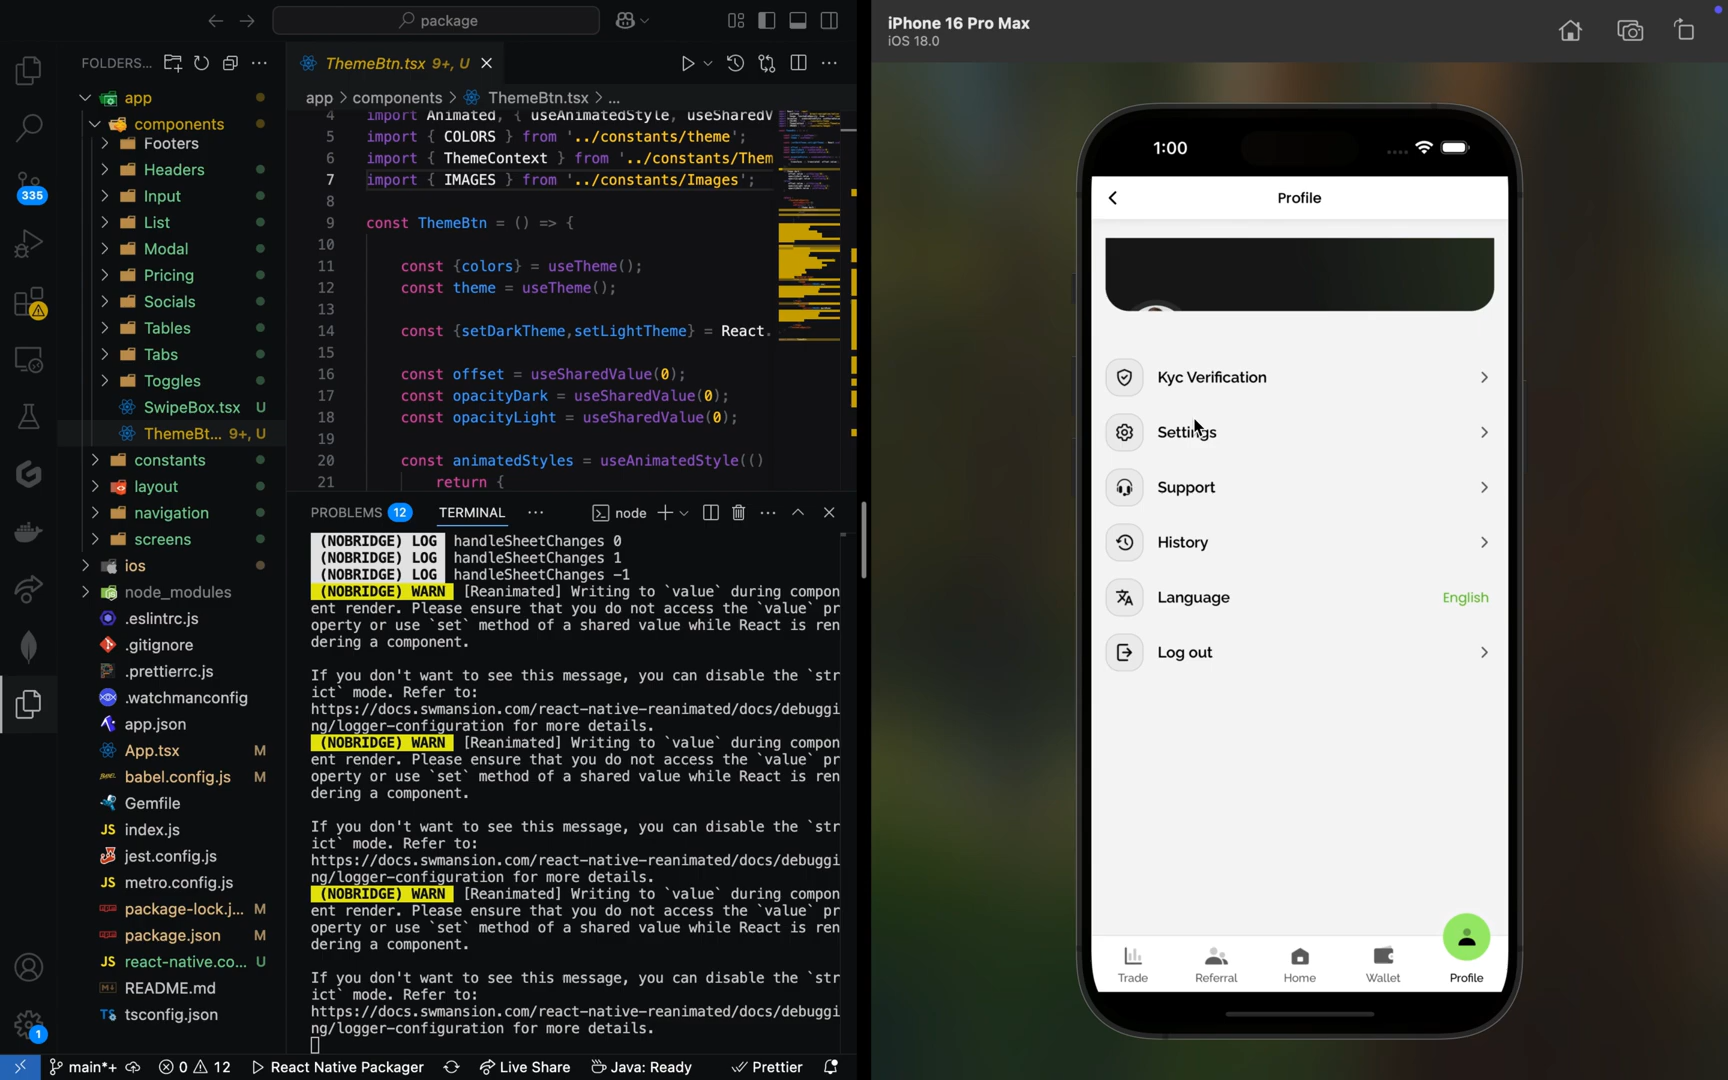 package
FOLDERS...
app
components
Footers
Headers
Input
List
Modal
Pricing
Socials
Tables
Tabs
Toggles
SwipeBox.tsx U
ThemeBt... 9+, U
constants
layout
navigation
screens
ios
node_modules
.eslintrc.js
.gitignore
.prettierrc.js
.watchmanconfig
app.json
App.tsx M
babel.config.js M
Gemfile
JS index.js
jest.config.js
JS metro.config.js
package-lock.j... M
package.json M
JS react-native.co... U
README.md
TS tsconfig.json
335
1
ThemeBtn.tsx 9+, U
app > components > ThemeBtn.tsx > ...
4 import Animated, { useAnimatedStyle, useSharedV
5 import { COLORS } from '../constants/theme';
6 import { ThemeContext } from '../constants/Them
7 import { IMAGES } from '../constants/Images';
8
9 const ThemeBtn = () => {
10
11 const {colors} = useTheme();
12 const theme = useTheme();
13
14 const {setDarkTheme,setLightTheme} = React.
15
16 const offset = useSharedValue(0);
17 const opacityDark = useSharedValue(0);
18 const opacityLight = useSharedValue(0);
19
20 const animatedStyles = useAnimatedStyle(()
21 return {
PROBLEMS 12 TERMINAL ... node
(NOBRIDGE) LOG handleSheetChanges 0
(NOBRIDGE) LOG handleSheetChanges 1
(NOBRIDGE) LOG handleSheetChanges -1
(NOBRIDGE) WARN [Reanimated] Writing to `value` during compon
ent render. Please ensure that you do not access the `value` pr
operty or use `set` method of a shared value while React is ren
dering a component.
If you don't want to see this message, you can disable the `str
ict` mode. Refer to:
https://docs.swmansion.com/react-native-reanimated/docs/debuggi
ng/logger-configuration for more details.
(NOBRIDGE) WARN [Reanimated] Writing to `value` during compon
ent render. Please ensure that you do not access the `value` pr
operty or use `set` method of a shared value while React is ren
dering a component.
If you don't want to see this message, you can disable the `str
ict` mode. Refer to:
https://docs.swmansion.com/react-native-reanimated/docs/debuggi
ng/logger-configuration for more details.
(NOBRIDGE) WARN [Reanimated] Writing to `value` during compon
ent render. Please ensure that you do not access the `value` pr
operty or use `set` method of a shared value while React is ren
dering a component.
If you don't want to see this message, you can disable the `str
ict` mode. Refer to:
https://docs.swmansion.com/react-native-reanimated/docs/debuggi
ng/logger-configuration for more details.
main*+ 0 12 React Native Packager Live Share Java: Ready Prettier
iPhone 16 Pro Max
iOS 18.0
1:00
Profile
Kyc Verification
Settings
Support
History
Language English
Log out
Trade Referral Home Wallet Profile